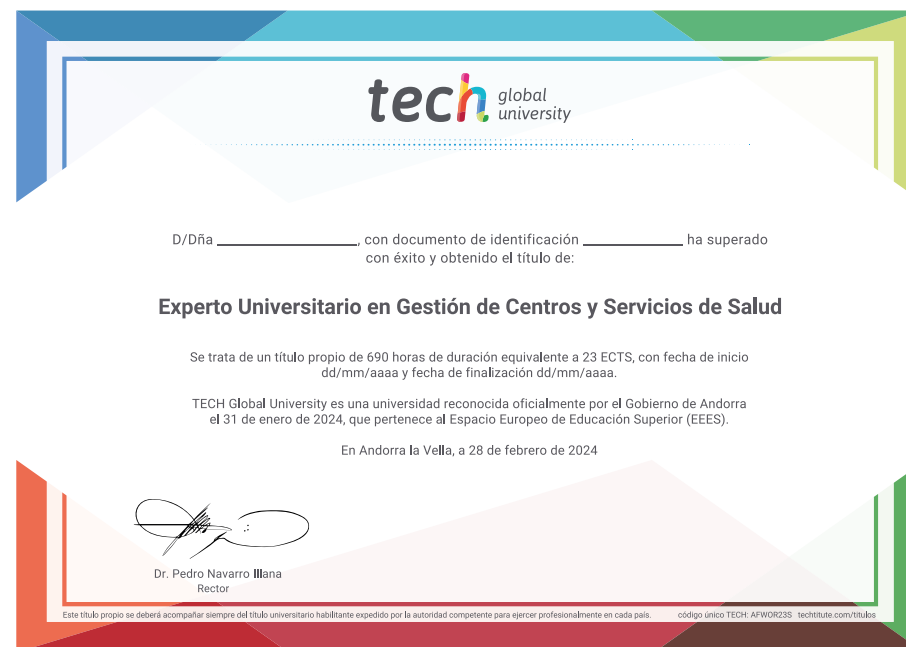 tech global university
D/Dña ______________, con documento de identificación __________ ha superado
con éxito y obtenido el título de:
Experto Universitario en Gestión de Centros y Servicios de Salud
Se trata de un título propio de 690 horas de duración equivalente a 23 ECTS, con fecha de inicio
dd/mm/aaaa y fecha de finalización dd/mm/aaaa.
TECH Global University es una universidad reconocida oficialmente por el Gobierno de Andorra
el 31 de enero de 2024, que pertenece al Espacio Europeo de Educación Superior (EEES).
En Andorra la Vella, a 28 de febrero de 2024
Dr. Pedro Navarro Illana
Rector
Este título propio se deberá acompañar siempre del título universitario habilitante expedido por la autoridad competente para ejercer profesionalmente en cada país. código único TECH: AFWOR23S techtitute.com/titulos